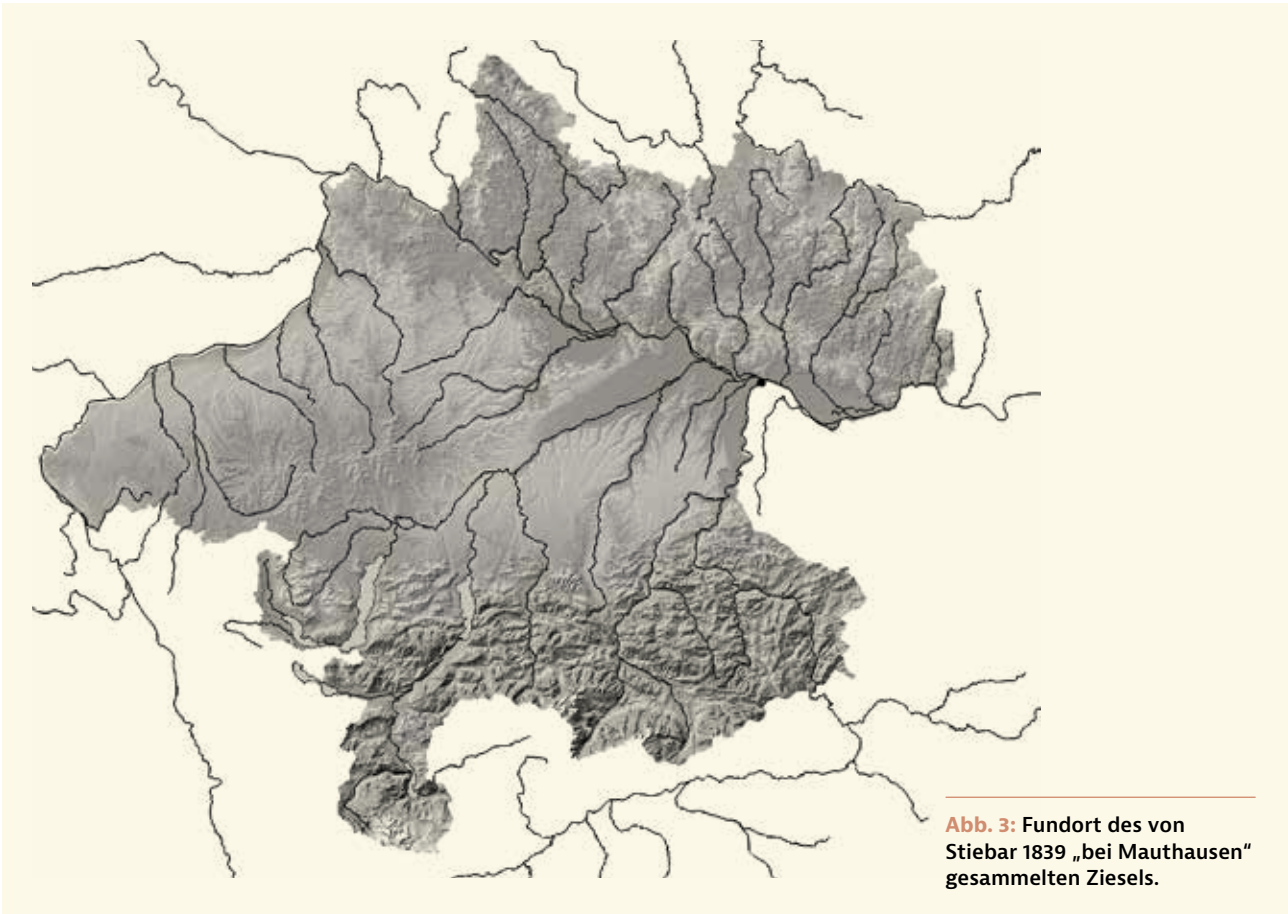 Abb. 3: Fundort des von
Stiebar 1839 „bei Mauthausen“
gesammelten Ziesels.